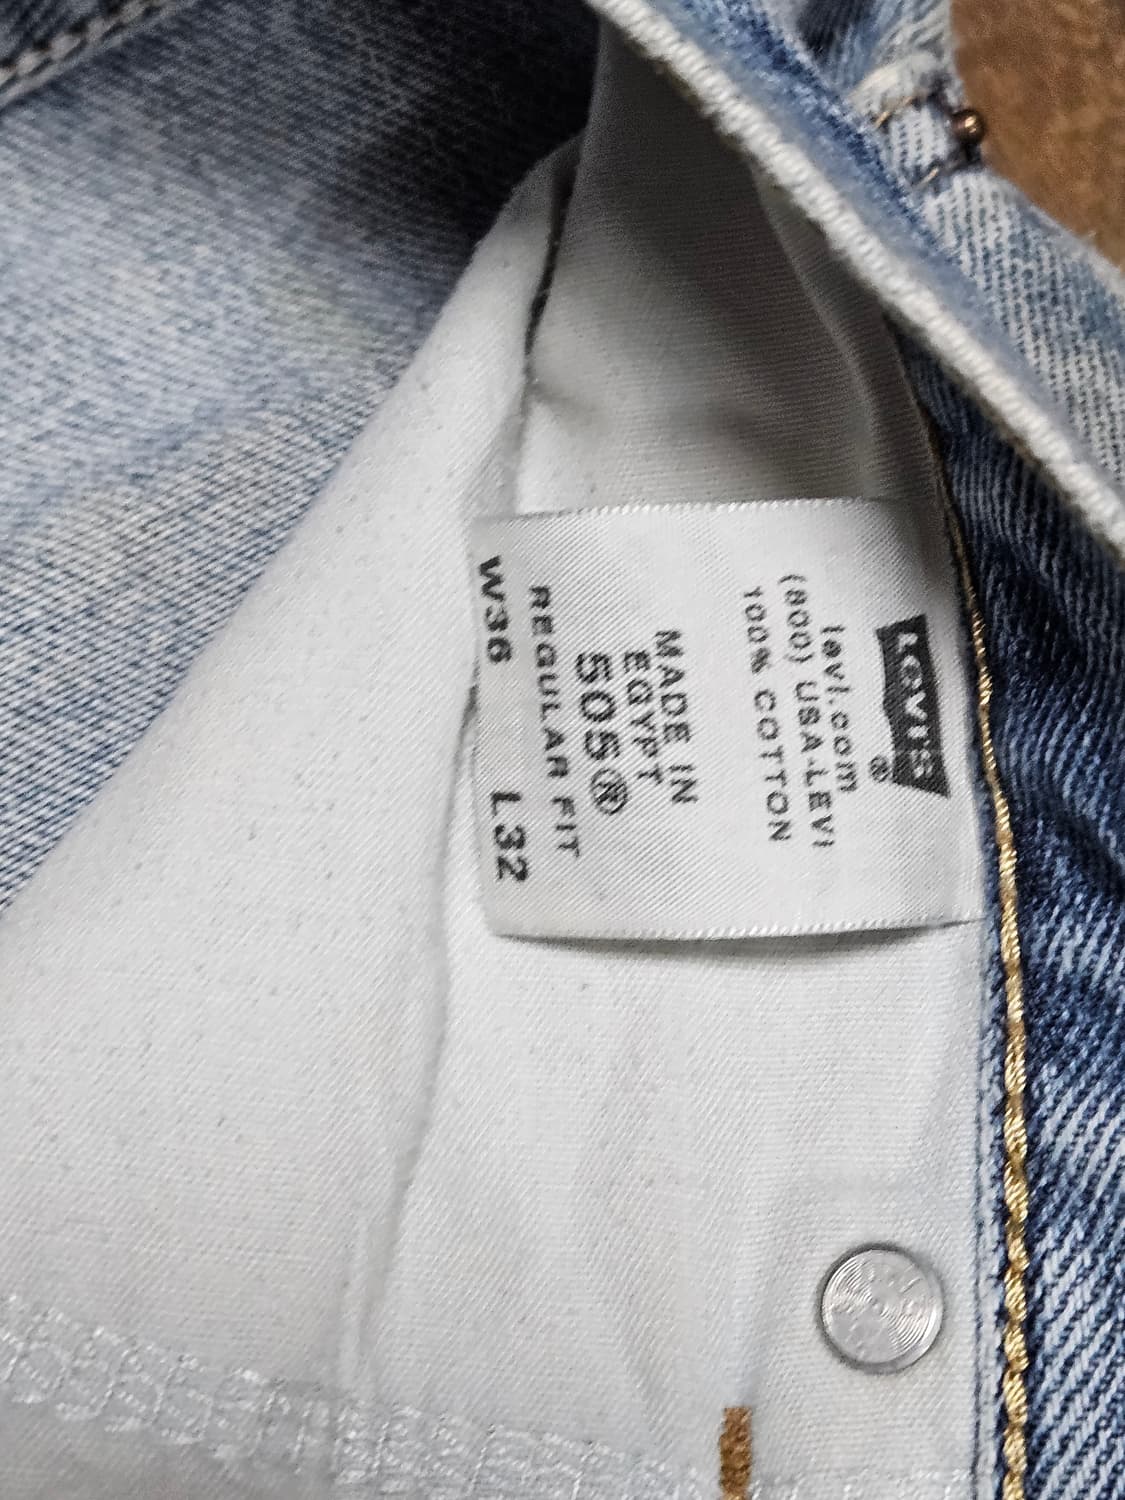 Levi's
®
levi.com
(800) USA-LEVI
100% COTTON
MADE IN
EGYPT
505®
REGULAR FIT
W36 L32